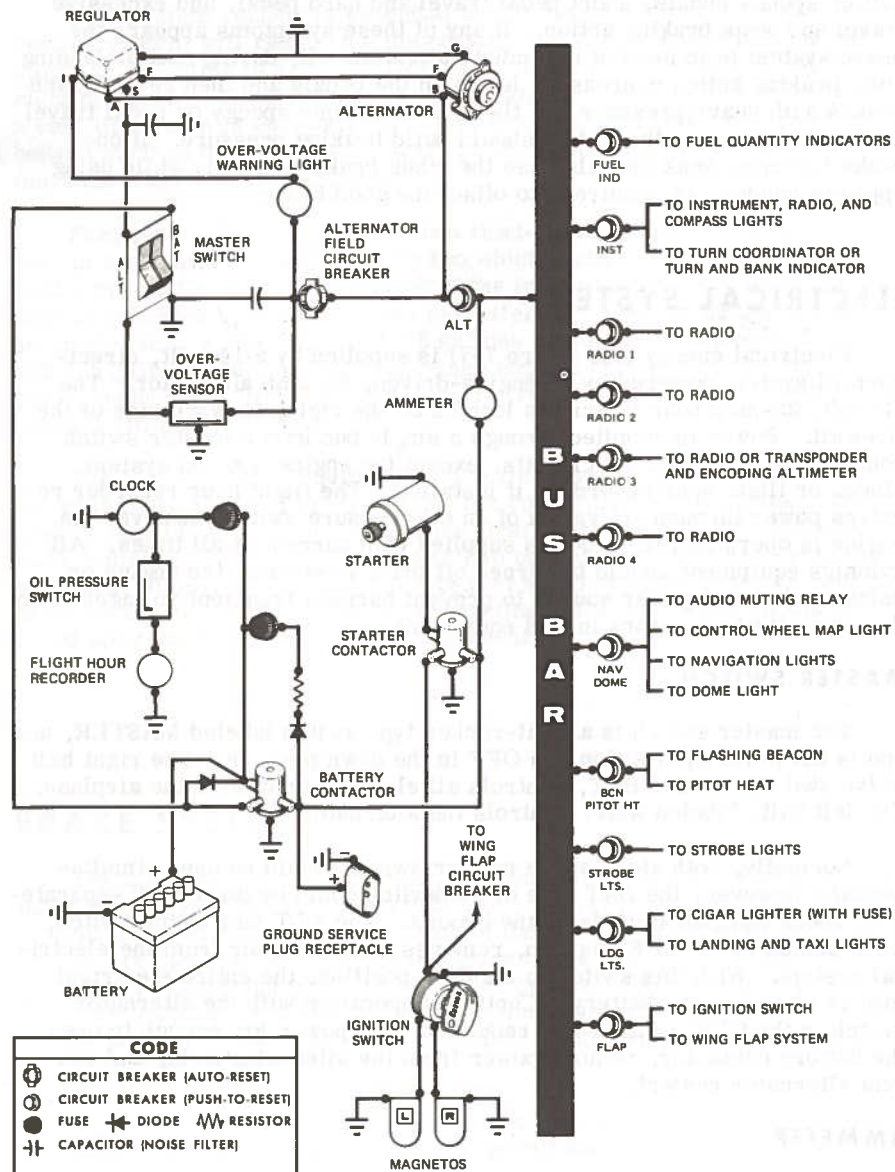 REGULATOR
G
F
F
B
S
A
ALTERNATOR
OVER-VOLTAGE
WARNING LIGHT
MASTER
SWITCH
BAT
ALT
ALTERNATOR
FIELD
CIRCUIT
BREAKER
ALT
OVER-
VOLTAGE
SENSOR
AMMETER
CLOCK
STARTER
OIL PRESSURE
SWITCH
STARTER
CONTACTOR
FLIGHT HOUR
RECORDER
BATTERY
CONTACTOR
TO
WING
FLAP
CIRCUIT
BREAKER
GROUND SERVICE
PLUG RECEPTACLE
BATTERY
IGNITION
SWITCH
L
R
MAGNETOS
BUS BAR
FUEL
IND
TO FUEL QUANTITY INDICATORS
INST
TO INSTRUMENT, RADIO, AND
COMPASS LIGHTS
TO TURN COORDINATOR OR
TURN AND BANK INDICATOR
RADIO 1
TO RADIO
RADIO 2
TO RADIO
RADIO 3
TO RADIO OR TRANSPONDER
AND ENCODING ALTIMETER
RADIO 4
TO RADIO
NAV
DOME
TO AUDIO MUTING RELAY
TO CONTROL WHEEL MAP LIGHT
TO NAVIGATION LIGHTS
TO DOME LIGHT
BCN
PITOT HT
TO FLASHING BEACON
TO PITOT HEAT
STROBE
LTS.
TO STROBE LIGHTS
LDG
LTS.
TO CIGAR LIGHTER (WITH FUSE)
TO LANDING AND TAXI LIGHTS
FLAP
TO IGNITION SWITCH
TO WING FLAP SYSTEM
CODE
CIRCUIT BREAKER (AUTO-RESET)
CIRCUIT BREAKER (PUSH-TO-RESET)
FUSE DIODE RESISTOR
CAPACITOR (NOISE FILTER)